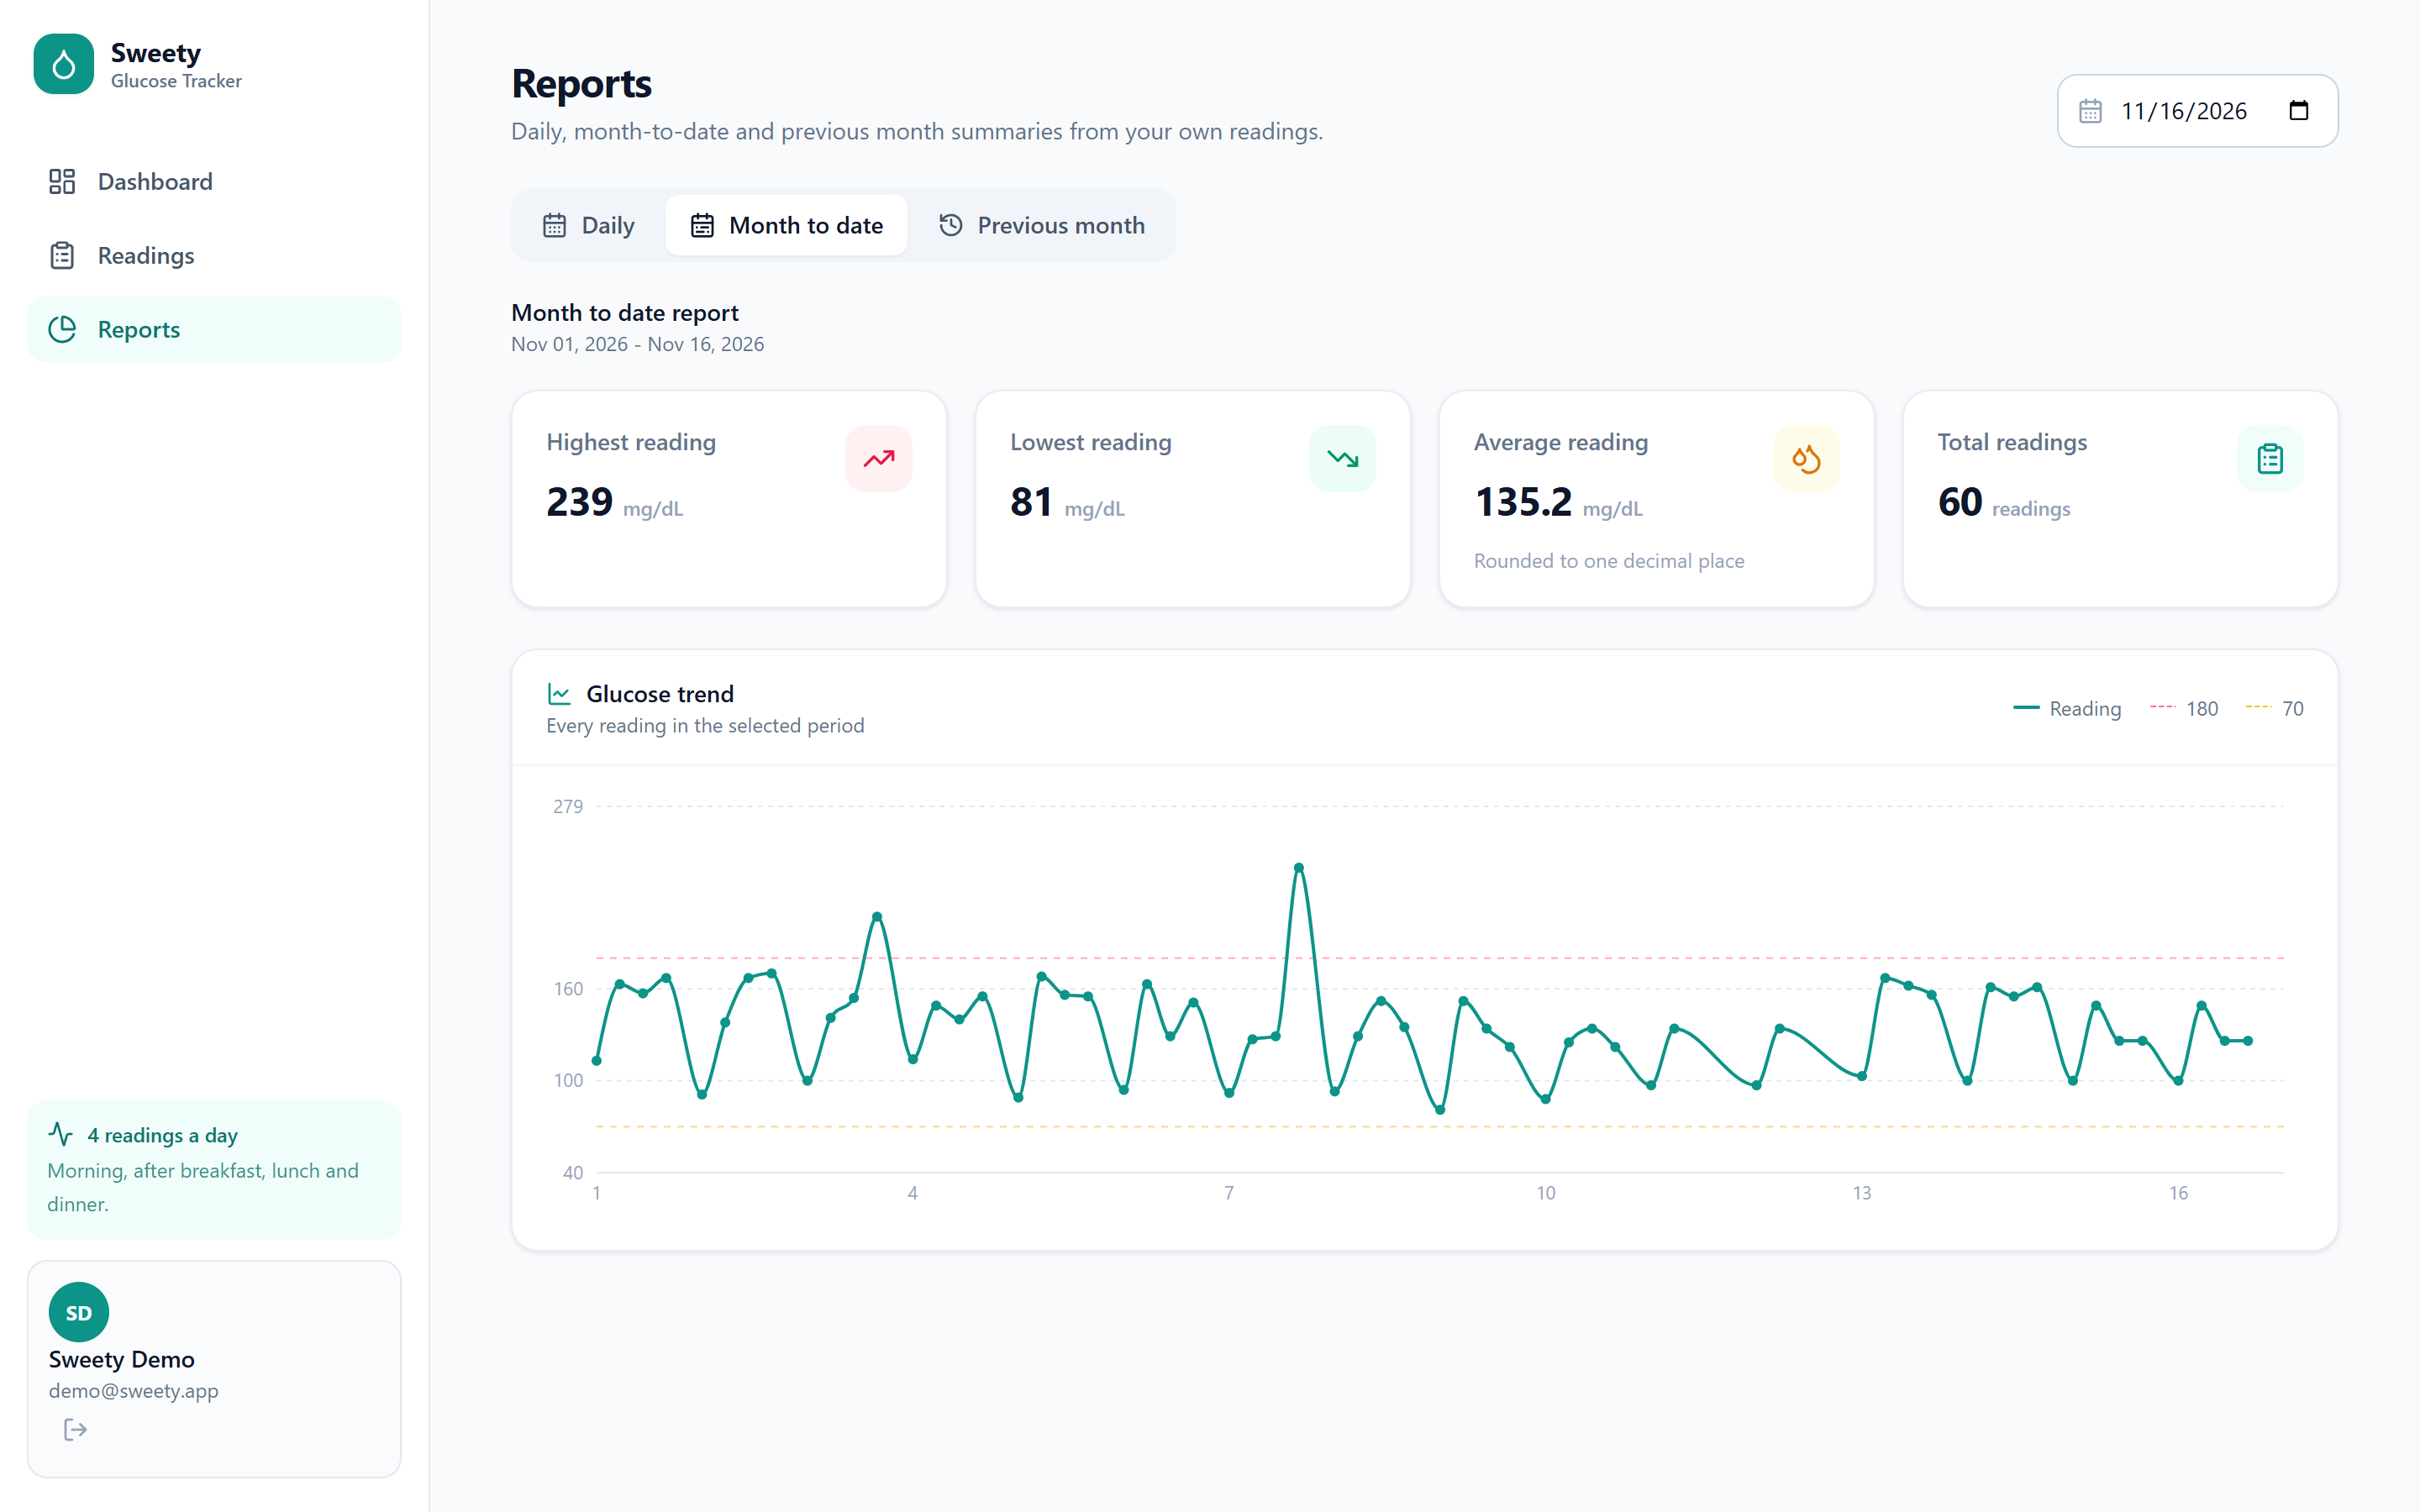 Sweety
Glucose Tracker
Dashboard
Readings
Reports
4 readings a day
Morning, after breakfast, lunch and
dinner.
SD
Sweety Demo
demo@sweety.app
Reports
Daily, month-to-date and previous month summaries from your own readings.
11/16/2026
Daily
Month to date
Previous month
Month to date report
Nov 01, 2026 - Nov 16, 2026
Highest reading
239 mg/dL
Lowest reading
81 mg/dL
Average reading
135.2 mg/dL
Rounded to one decimal place
Total readings
60 readings
Glucose trend
Every reading in the selected period
Reading 180 70
279
160
100
40
1 4 7 10 13 16